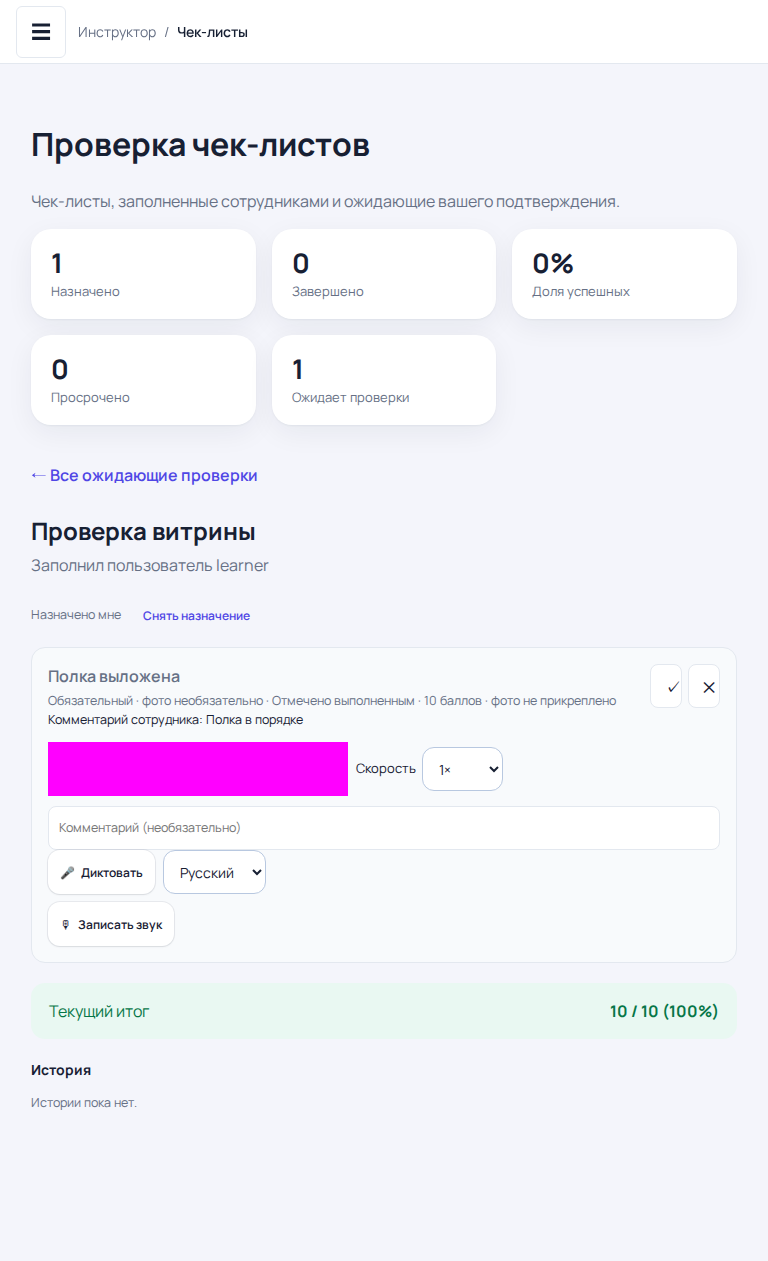 Инструктор / Чек-листы
Проверка чек-листов
Чек-листы, заполненные сотрудниками и ожидающие вашего подтверждения.
1
Назначено
0
Завершено
0%
Доля успешных
0
Просрочено
1
Ожидает проверки
← Все ожидающие проверки
Проверка витрины
Заполнил пользователь learner
Назначено мне Снять назначение
Полка выложена
Обязательный · фото необязательно · Отмечено выполненным · 10 баллов · фото не прикреплено
Комментарий сотрудника: Полка в порядке
Скорость 1×
Комментарий (необязательно)
🎤 Диктовать Русский
🎙 Записать звук
Текущий итог 10 / 10 (100%)
История
Истории пока нет.